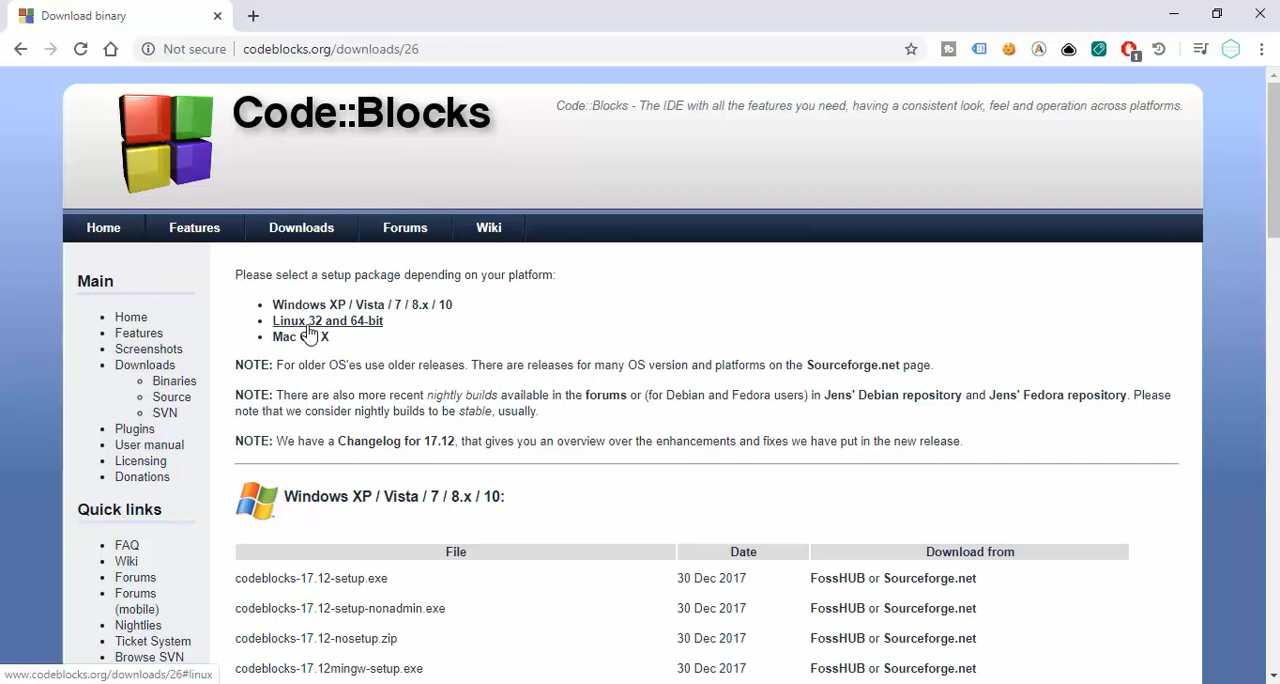 Download binary
Not secure
codeblocks.org/downloads/26
1
Code::Blocks
Code::Blocks - The IDE with all the features you need, having a consistent look, feel and operation across platforms.
Home Features Downloads Forums Wiki
Main
Home
Features
Screenshots
Downloads
Binaries
Source
SVN
Plugins
User manual
Licensing
Donations
Quick links
FAQ
Wiki
Forums
Forums
(mobile)
Nightlies
Ticket System
Browse SVN
Please select a setup package depending on your platform:
Windows XP / Vista / 7 / 8.x / 10
Linux 32 and 64-bit
Mac X
NOTE: For older OS'es use older releases. There are releases for many OS version and platforms on the Sourceforge.net page.
NOTE: There are also more recent nightly builds available in the forums or (for Debian and Fedora users) in Jens' Debian repository and Jens' Fedora repository. Please
note that we consider nightly builds to be stable, usually.
NOTE: We have a Changelog for 17.12, that gives you an overview over the enhancements and fixes we have put in the new release.
Windows XP / Vista / 7 / 8.x / 10:
File Date Download from
codeblocks-17.12-setup.exe 30 Dec 2017 FossHUB or Sourceforge.net
codeblocks-17.12-setup-nonadmin.exe 30 Dec 2017 FossHUB or Sourceforge.net
codeblocks-17.12-nosetup.zip 30 Dec 2017 FossHUB or Sourceforge.net
codeblocks-17.12mingw-setup.exe 30 Dec 2017 FossHUB or Sourceforge.net
www.codeblocks.org/downloads/26#linux